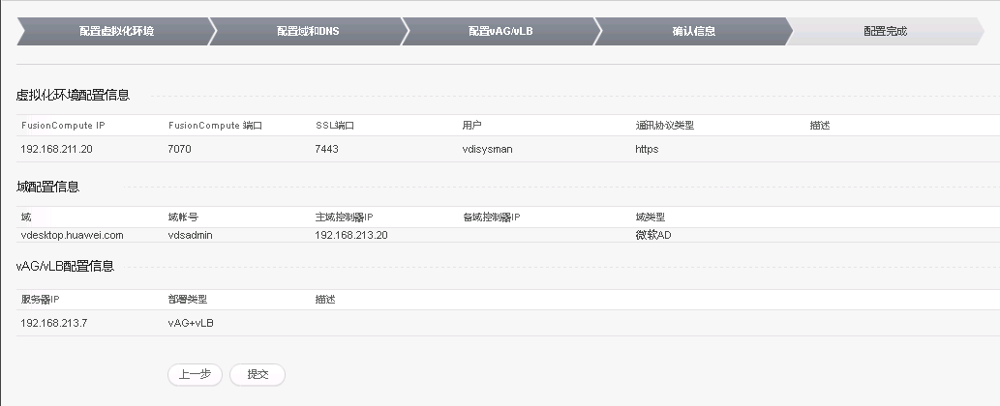 配置虚拟化环境 配置域和DNS 配置vAG/vLB 确认信息 配置完成
虚拟化环境配置信息
FusionCompute IP FusionCompute 端口 SSL端口 用户 通讯协议类型 描述
192.168.211.20 7070 7443 vdisysman https
域配置信息
域 域帐号 主域控制器IP 备域控制器IP 域类型
vdesktop.huawei.com vdsadmin 192.168.213.20 微软AD
vAG/vLB配置信息
服务器IP 部署类型 描述
192.168.213.7 vAG+vLB
上一步 提交